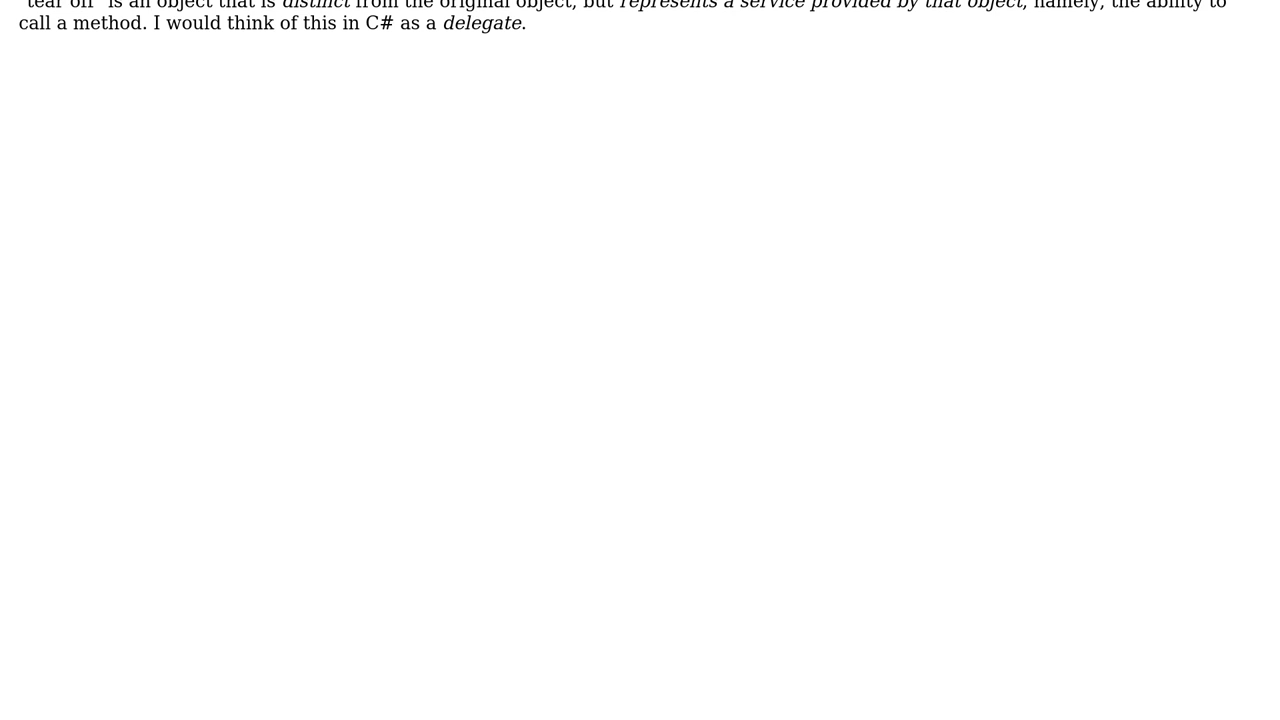 "tear off" is an object that is distinct from the original object, but represents a service provided by that object, namely, the ability to
call a method. I would think of this in C# as a delegate.